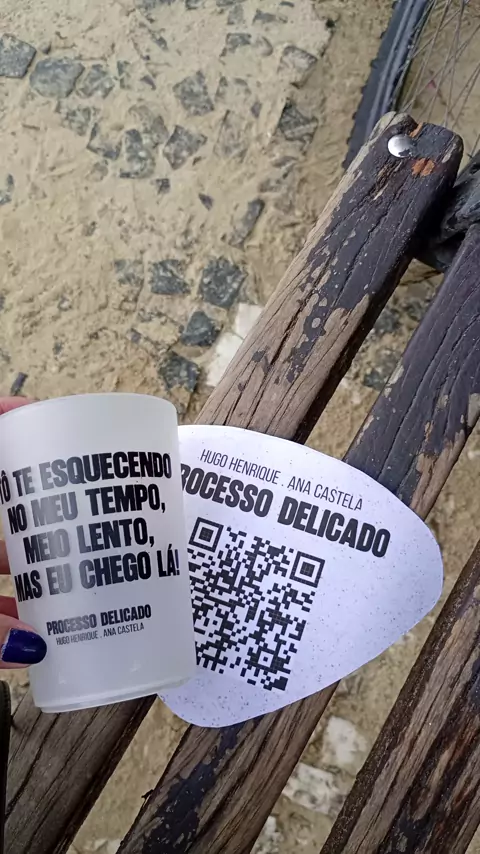 TÔ TE ESQUECENDO
NO MEU TEMPO,
MEIO LENTO,
MAS EU CHEGO LÁ!
PROCESSO DELICADO
HUGO HENRIQUE . ANA CASTELA
HUGO HENRIQUE . ANA CASTELA
ROCESSO DELICADO